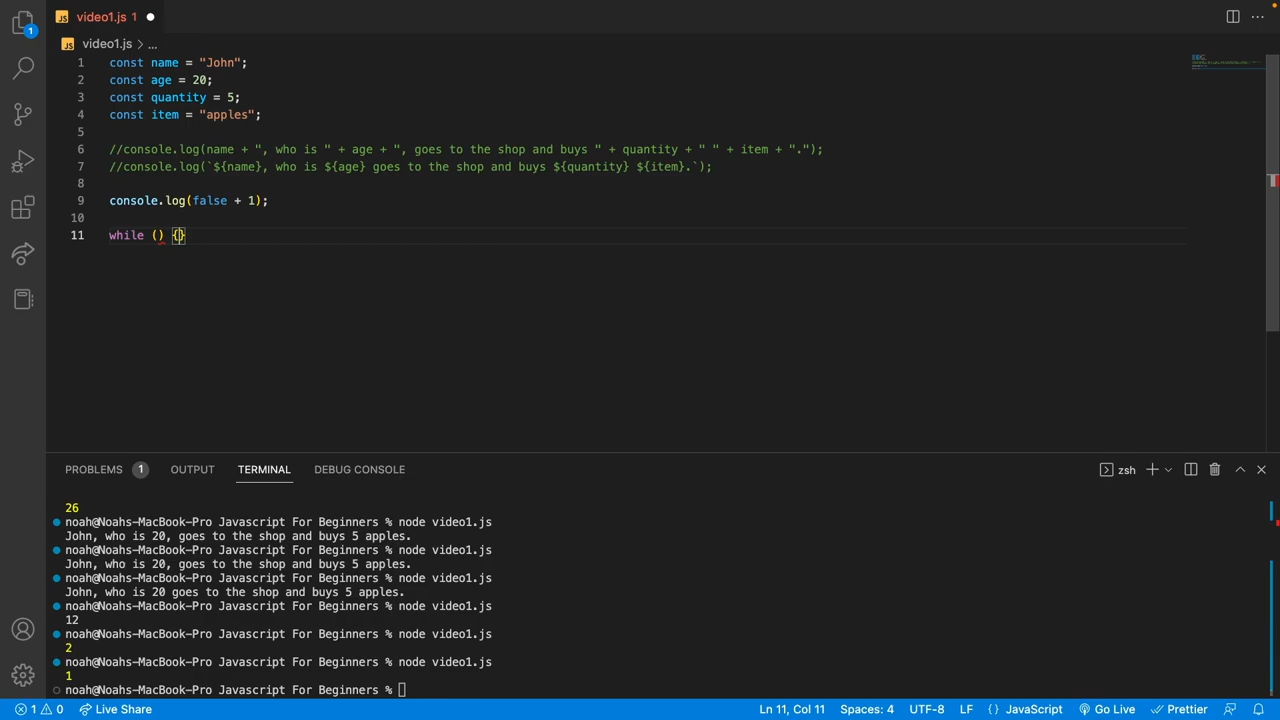 1
JS video1.js 1
JS video1.js > ...
1 const name = "John";
2 const age = 20;
3 const quantity = 5;
4 const item = "apples";
5
6 //console.log(name + ", who is " + age + ", goes to the shop and buys " + quantity + " " + item + ".");
7 //console.log(`${name}, who is ${age} goes to the shop and buys ${quantity} ${item}.`);
8
9 console.log(false + 1);
10
11 while () {}
PROBLEMS 1 OUTPUT TERMINAL DEBUG CONSOLE zsh
26
noah@Noahs-MacBook-Pro Javascript For Beginners % node video1.js
John, who is 20, goes to the shop and buys 5 apples.
noah@Noahs-MacBook-Pro Javascript For Beginners % node video1.js
John, who is 20, goes to the shop and buys 5 apples.
noah@Noahs-MacBook-Pro Javascript For Beginners % node video1.js
John, who is 20 goes to the shop and buys 5 apples.
noah@Noahs-MacBook-Pro Javascript For Beginners % node video1.js
12
noah@Noahs-MacBook-Pro Javascript For Beginners % node video1.js
2
noah@Noahs-MacBook-Pro Javascript For Beginners % node video1.js
1
noah@Noahs-MacBook-Pro Javascript For Beginners %
1 0 Live Share Ln 11, Col 11 Spaces: 4 UTF-8 LF {} JavaScript Go Live Prettier